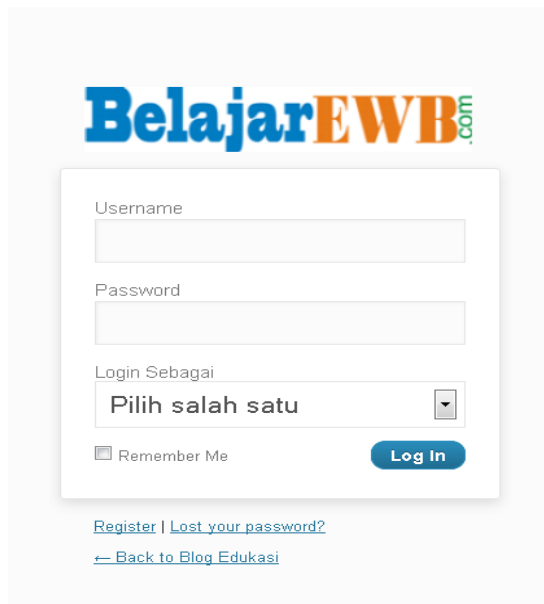 BelajarEWB.com
Username
Password
Login Sebagai
Pilih salah satu
Remember Me Log In
Register | Lost your password?
← Back to Blog Edukasi